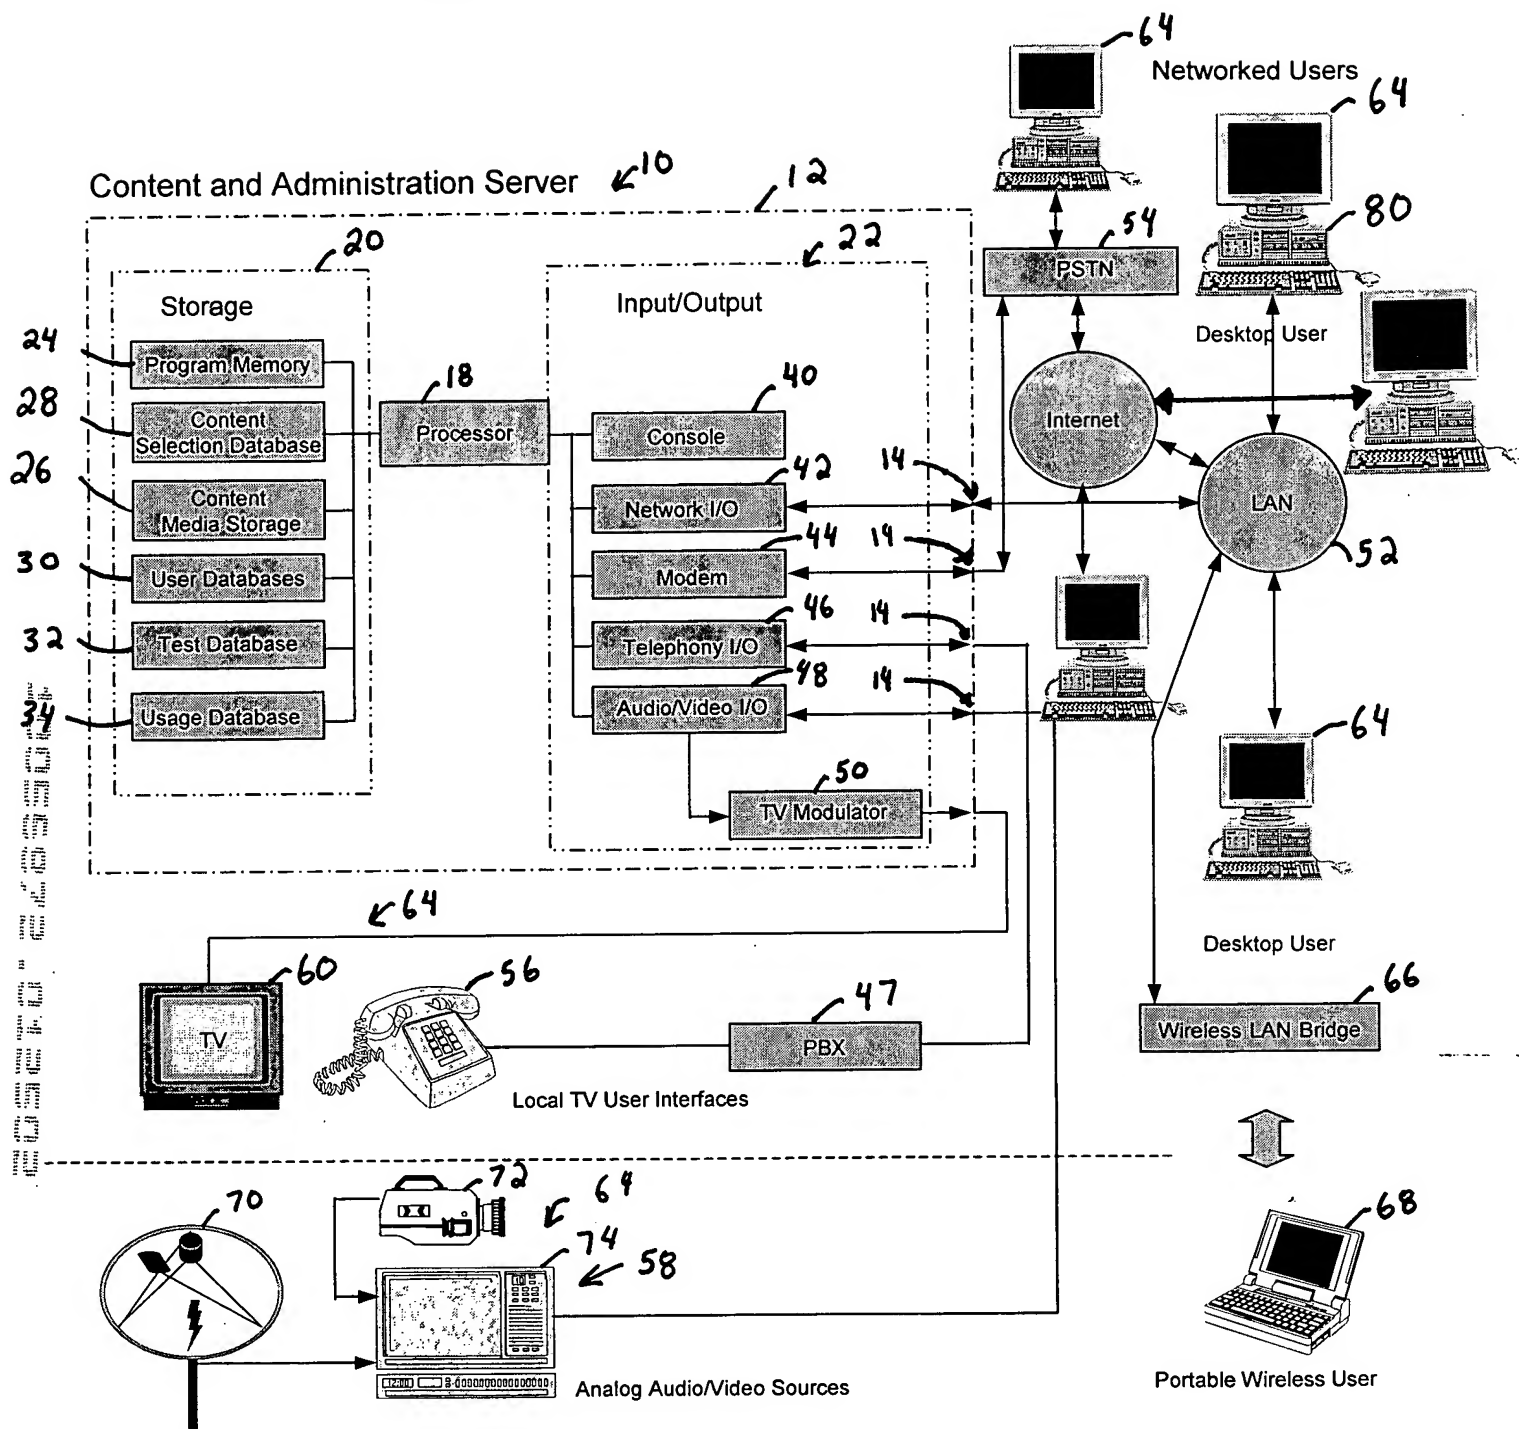 64
Networked Users
64
Content and Administration Server
10
12
80
20
22
54
PSTN
Storage
Input/Output
Desktop User
24
Program Memory
18
40
28
Content
Selection Database
Processor
Console
Internet
26
Content
Media Storage
42
14
Network I/O
LAN
44
14
30
User Databases
Modem
52
46
14
32
Test Database
Telephony I/O
48
14
34
Usage Database
Audio/Video I/O
64
50
TV Modulator
64
Desktop User
60
56
47
66
TV
PBX
Wireless LAN Bridge
Local TV User Interfaces
72
64
70
74
58
68
12:00
Analog Audio/Video Sources
Portable Wireless User